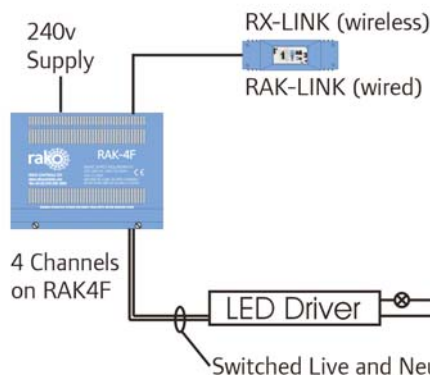 240v
Supply
RX-LINK (wireless)
RAK-LINK (wired)
rako
RAK-4F
4 Channels
on RAK4F
LED Driver
Switched Live and Neu